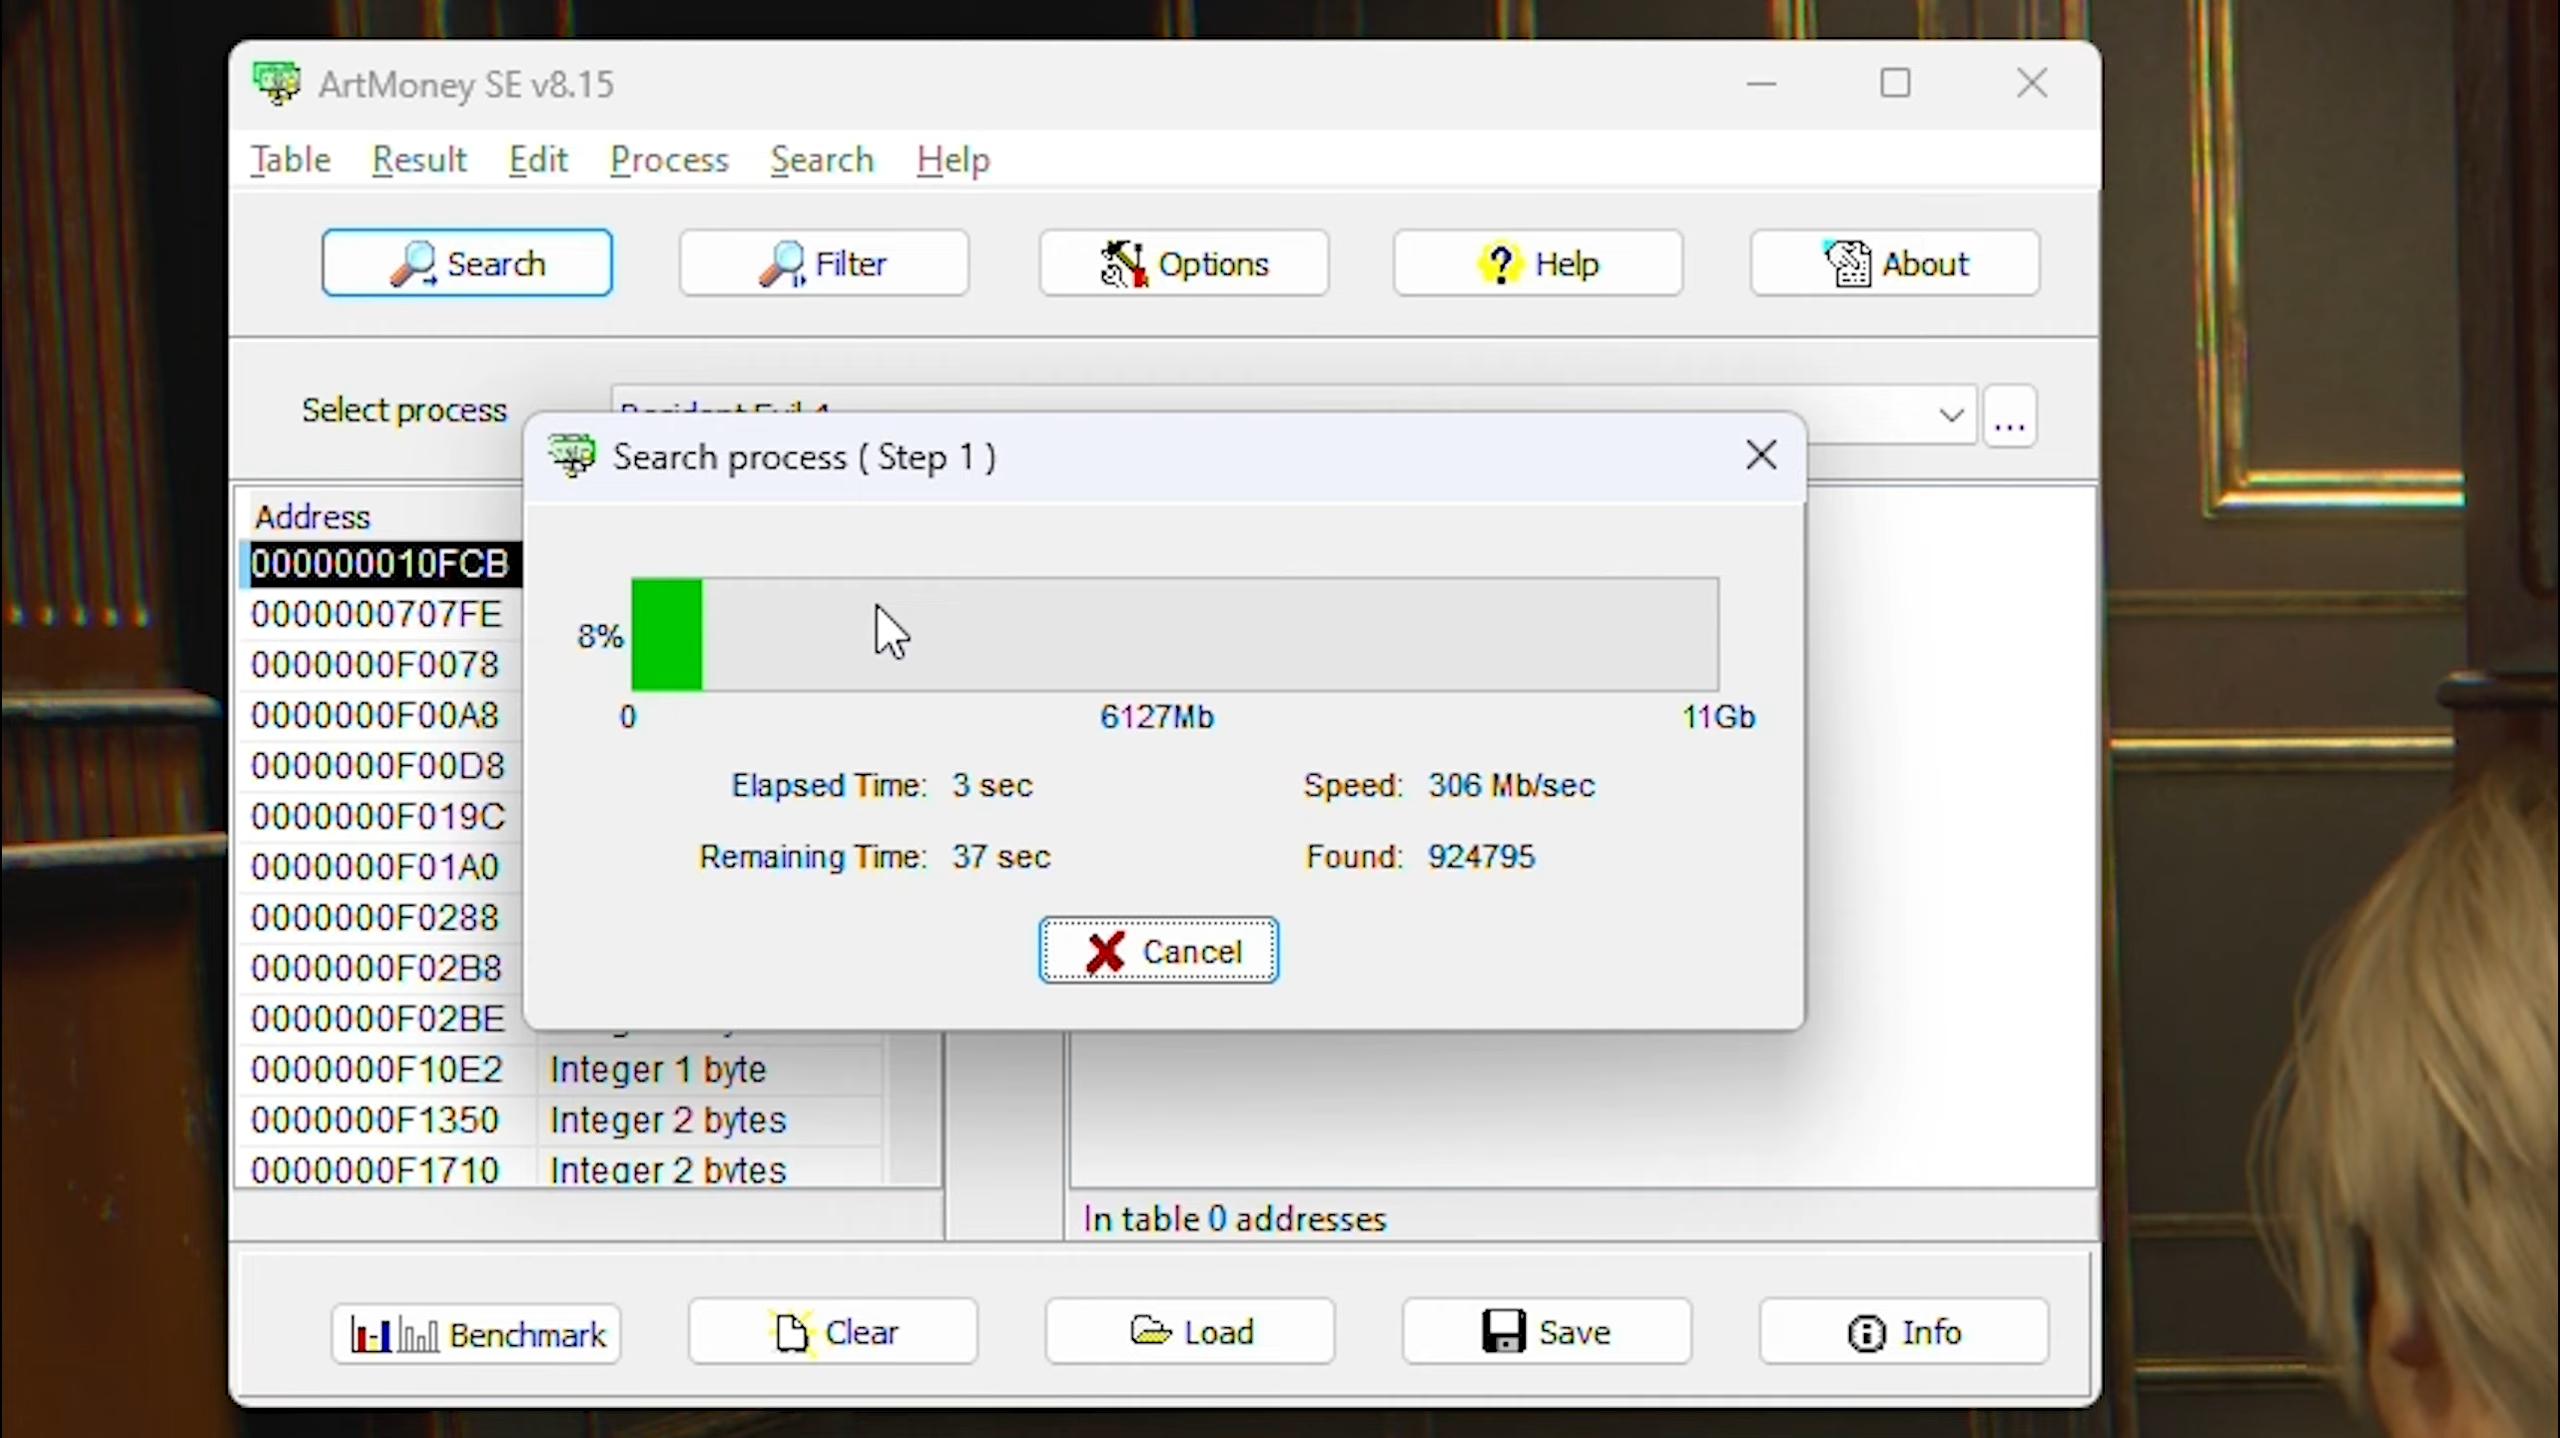 ArtMoney SE v8.15
Table Result Edit Process Search Help
Search Filter Options Help About
Select process Resident Evil 4 ...
Search process ( Step 1 )
Address
000000010FCB
0000000707FE
0000000F0078
0000000F00A8
0000000F00D8
0000000F019C
0000000F01A0
0000000F0288
0000000F02B8
0000000F02BE
0000000F10E2 Integer 1 byte
0000000F1350 Integer 2 bytes
0000000F1710 Integer 2 bytes
8%
0 6127Mb 11Gb
Elapsed Time: 3 sec Speed: 306 Mb/sec
Remaining Time: 37 sec Found: 924795
Cancel
In table 0 addresses
Benchmark Clear Load Save Info